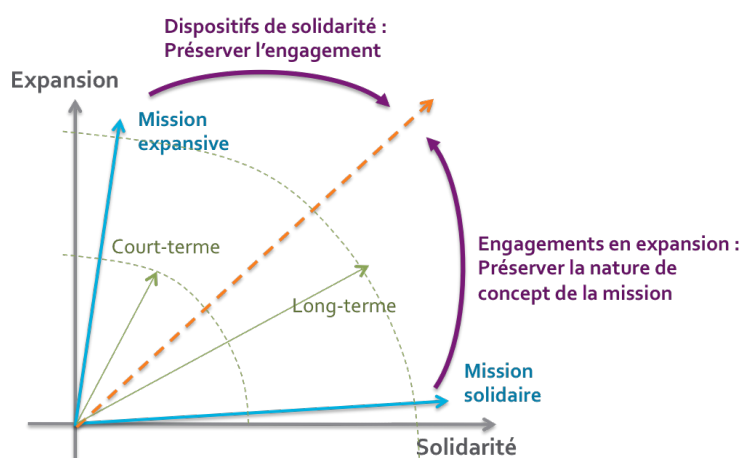 Dispositifs de solidarité :
Préserver l’engagement
Expansion
Mission
expansive
Court-terme
Engagements en expansion :
Préserver la nature de
concept de la mission
Long-terme
Mission
solidaire
Solidarité